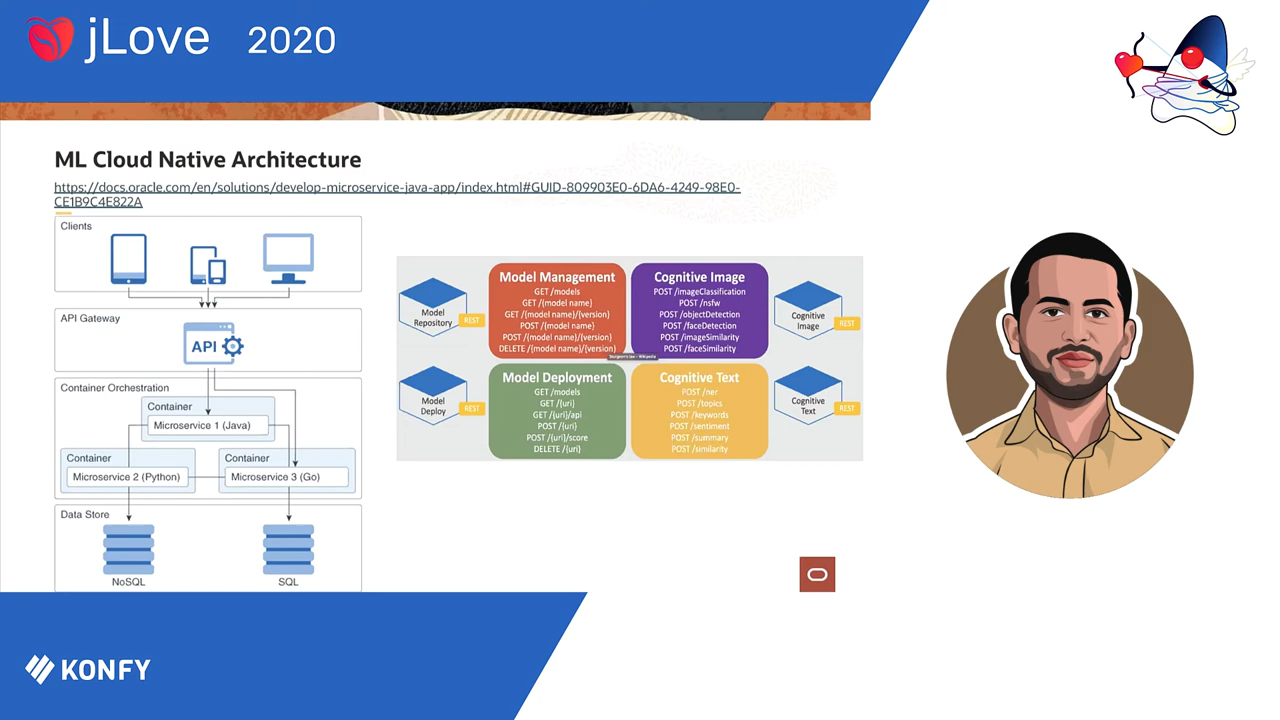 jLove 2020
ML Cloud Native Architecture
https://docs.oracle.com/en/solutions/develop-microservice-java-app/index.html#GUID-809903E0-6DA6-4249-98E0-
CE1B9C4E822A
Clients
API Gateway
API
Container Orchestration
Container
Microservice 1 (Java)
Container
Microservice 2 (Python)
Container
Microservice 3 (Go)
Data Store
NoSQL
SQL
Model
Repository
REST
Model Management
GET /models
GET /{model name}
GET /{model name}/{version}
POST /{model name}
POST /{model name}/{version}
DELETE /{model name}/{version}
Cognitive Image
POST /imageClassification
POST /nsfw
POST /objectDetection
POST /faceDetection
POST /imageSimilarity
POST /faceSimilarity
Cognitive
Image
REST
Model
Deploy
REST
Model Deployment
GET /models
GET /{uri}
GET /{uri}/api
POST /{uri}
POST /{uri}/score
DELETE /{uri}
Cognitive Text
POST /ner
POST /topics
POST /keywords
POST /sentiment
POST /summary
POST /similarity
Cognitive
Text
REST
KONFY